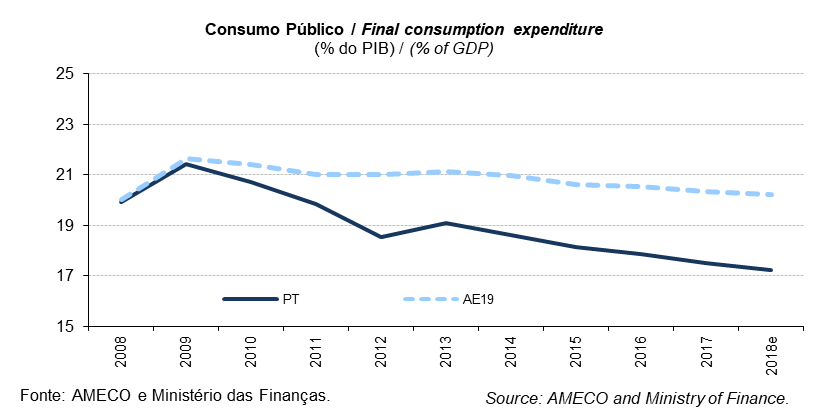 Consumo Público / Final consumption expenditure
(% do PIB) / (% of GDP)
25
23
21
19
17
15
PT
AE19
2008
2009
2010
2011
2012
2013
2014
2015
2016
2017
2018e
Fonte: AMECO e Ministério das Finanças.
Source: AMECO and Ministry of Finance.